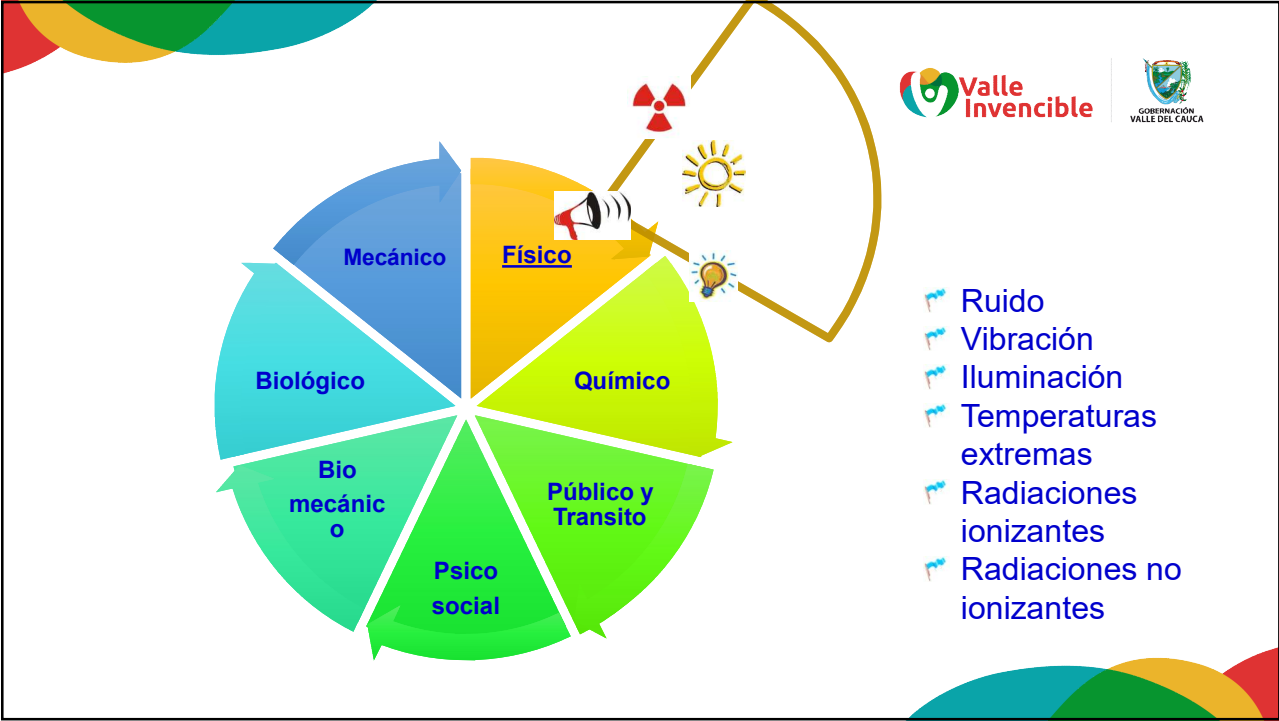 Valle
Invencible
GOBERNACIÓN
VALLE DEL CAUCA
Mecánico
Físico
Biológico
Químico
Bio
mecánic
o
Público y
Transito
Psico
social
Ruido
Vibración
Iluminación
Temperaturas
extremas
Radiaciones
ionizantes
Radiaciones no
ionizantes